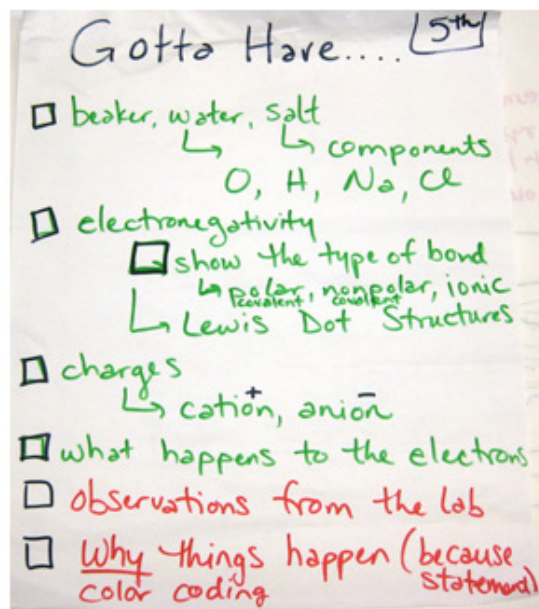 Gotta Have.... 5th
beaker, water, salt
components
O, H, Na, Cl
electronegativity
show the type of bond
polar, nonpolar, ionic
covalent covalent
Lewis Dot Structures
charges
+ -
cation, anion
what happens to the electrons
observations from the lab
Why things happen (because
color coding statement)